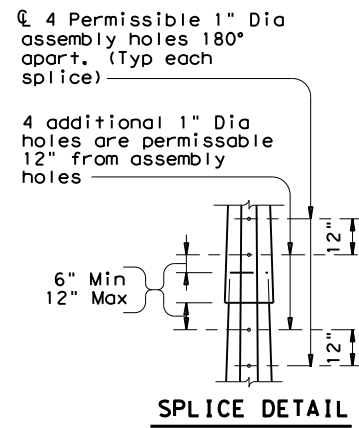 ℄ 4 Permissible 1" Dia
assembly holes 180°
apart. (Typ each
splice)
4 additional 1" Dia
holes are permissable
12" from assembly
holes
12"
6" Min
12" Max
12"
SPLICE DETAIL